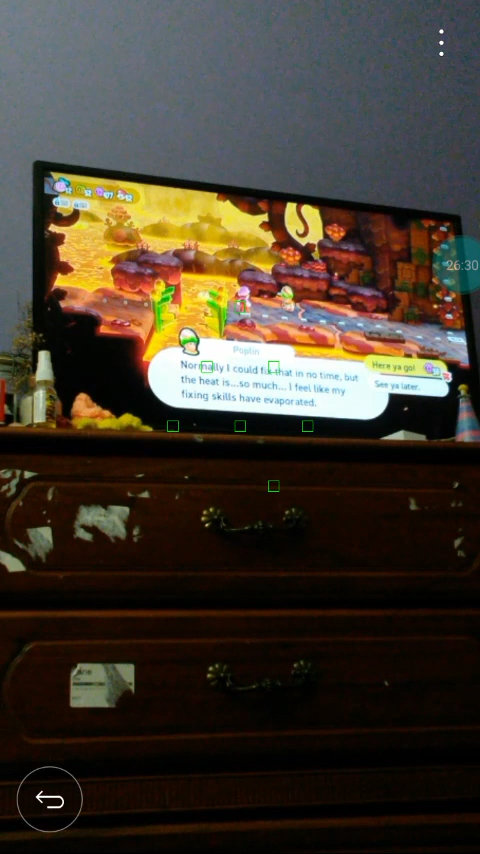 26:30
Poplin
Normally I could fix that in no time, but
the heat is...so much... I feel like my
fixing skills have evaporated.
Here ya go!
See ya later.